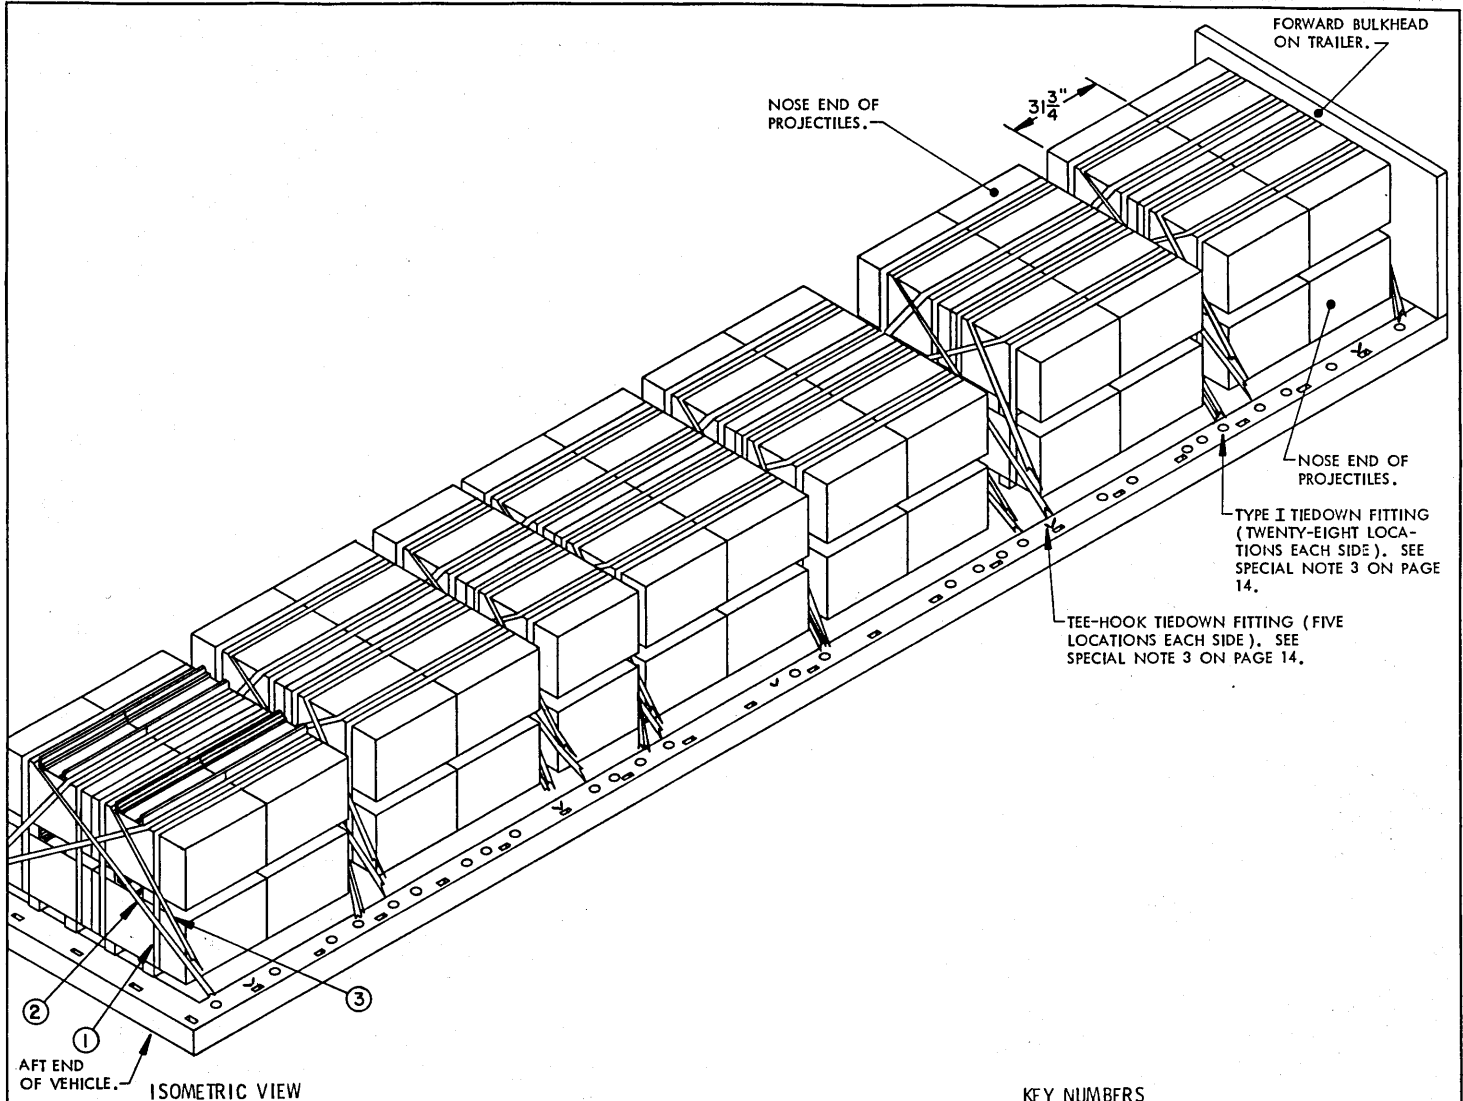 FORWARD BULKHEAD
ON TRAILER.
31 3/4"
NOSE END OF
PROJECTILES.
NOSE END OF
PROJECTILES.
TYPE I TIEDOWN FITTING
(TWENTY-EIGHT LOCA-
TIONS EACH SIDE). SEE
SPECIAL NOTE 3 ON PAGE
14.
TEE-HOOK TIEDOWN FITTING (FIVE
LOCATIONS EACH SIDE). SEE
SPECIAL NOTE 3 ON PAGE 14.
2
1
3
AFT END
OF VEHICLE.
ISOMETRIC VIEW
KEY NUMBERS